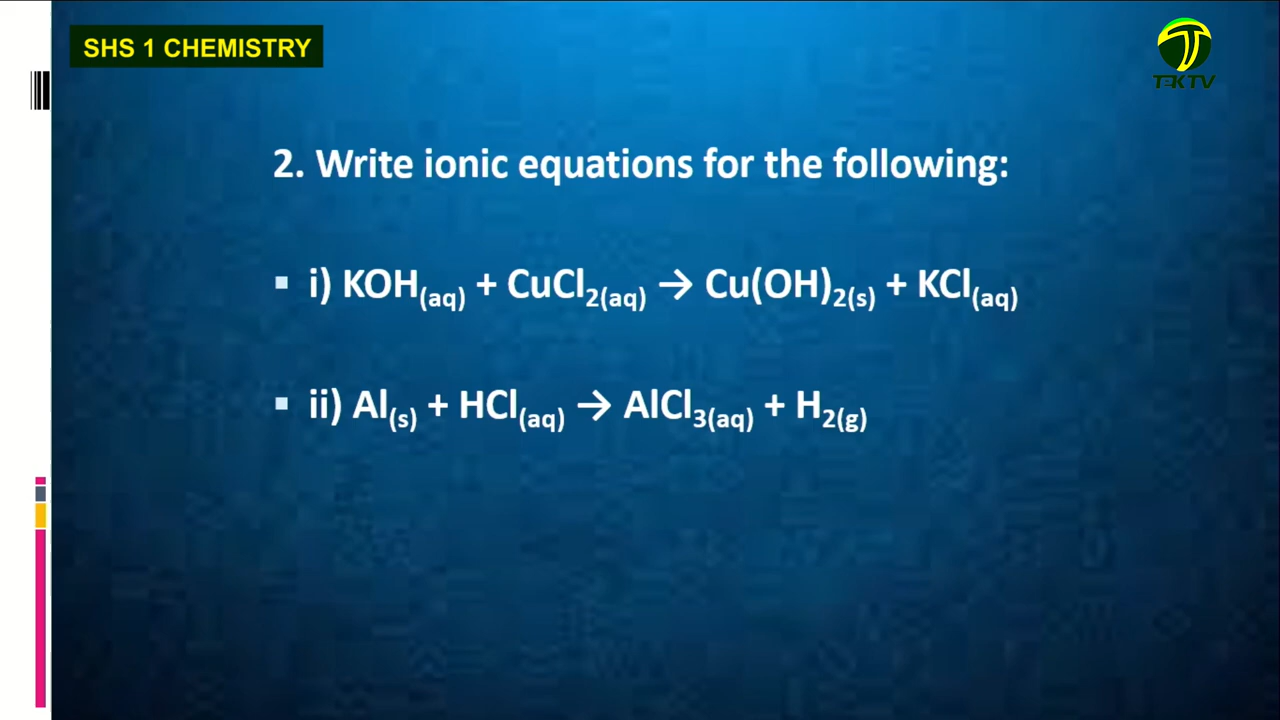 SHS 1 CHEMISTRY
TEKTV
2. Write ionic equations for the following:
▪ i) KOH(aq) + CuCl2(aq) → Cu(OH)2(s) + KCl(aq)
▪ ii) Al(s) + HCl(aq) → AlCl3(aq) + H2(g)